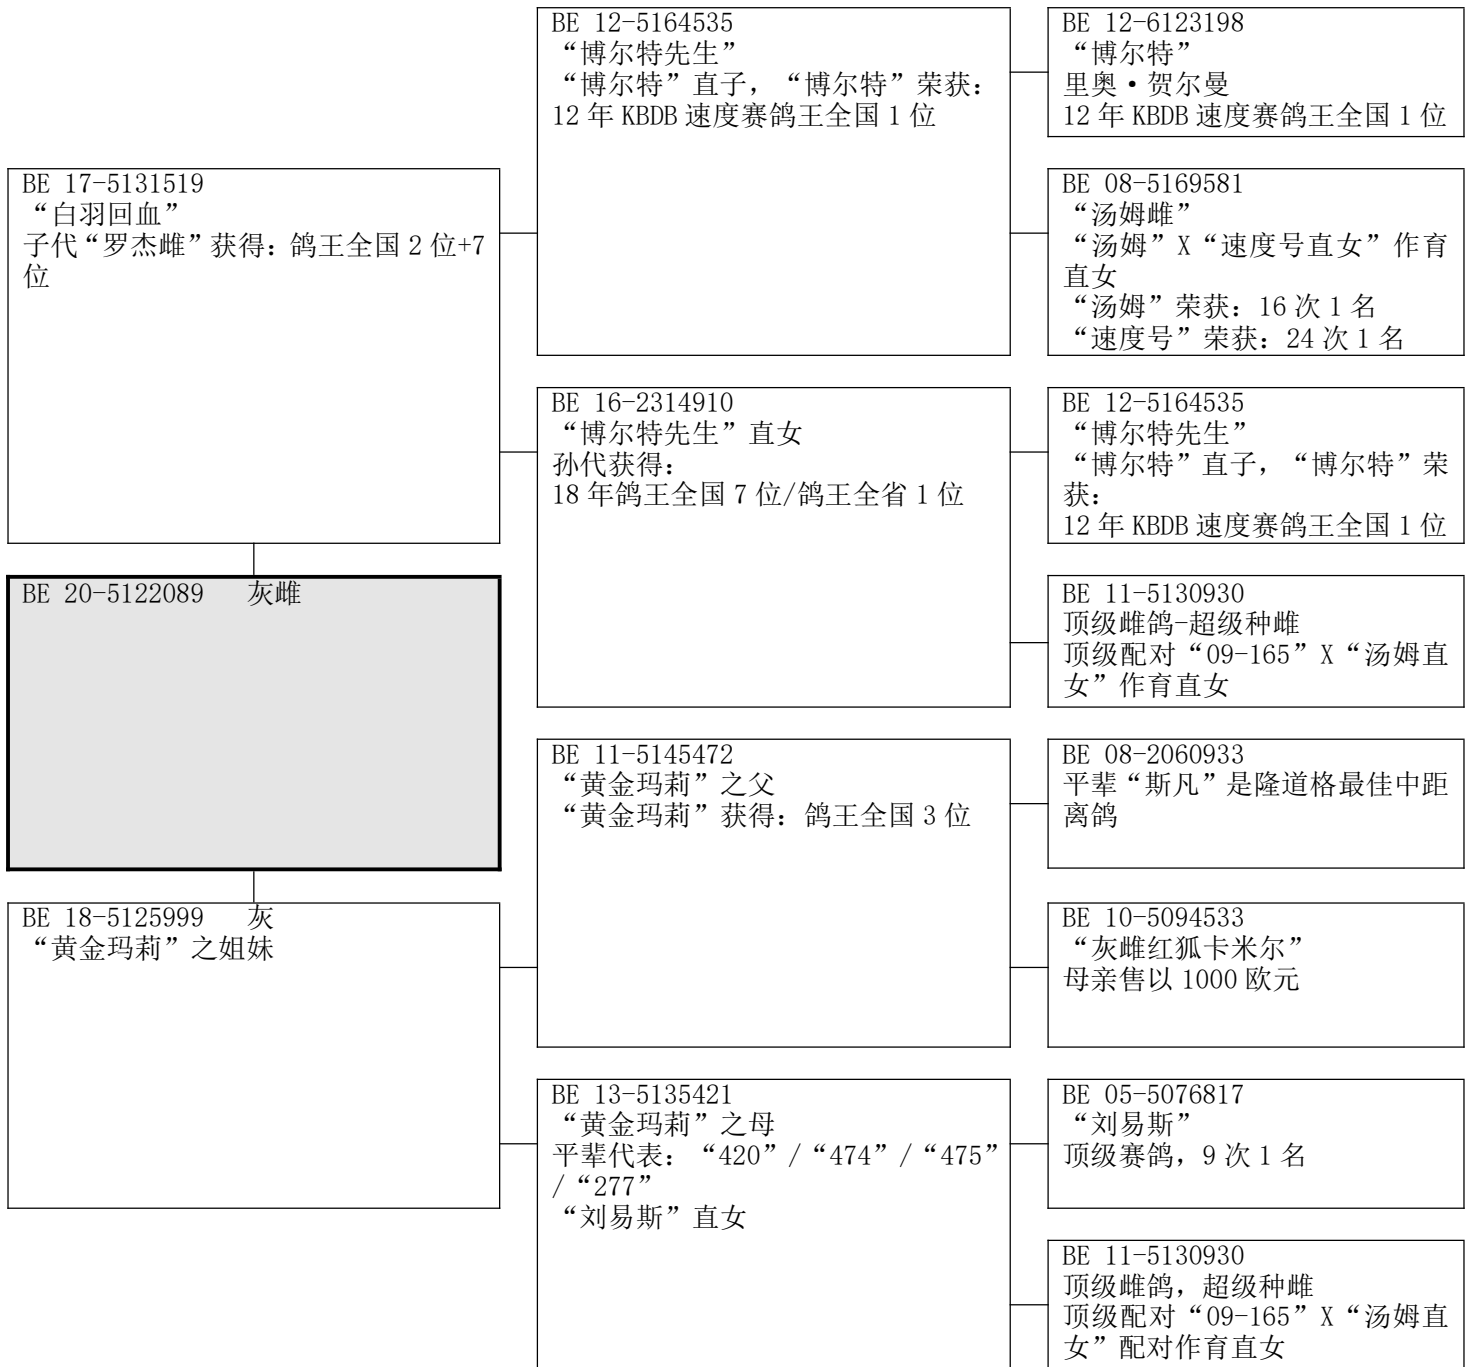 BE 12-5164535
“博尔特先生”
“博尔特”直子，“博尔特”荣获：
12 年 KBDB 速度赛鸽王全国 1 位
BE 12-6123198
“博尔特”
里奥·贺尔曼
12 年 KBDB 速度赛鸽王全国 1 位
BE 17-5131519
“白羽回血”
子代“罗杰雌”获得：鸽王全国 2 位+7
位
BE 08-5169581
“汤姆雌”
“汤姆”X“速度号直女”作育
直女
“汤姆”荣获：16 次 1 名
“速度号”荣获：24 次 1 名
BE 16-2314910
“博尔特先生”直女
孙代获得：
18 年鸽王全国 7 位/鸽王全省 1 位
BE 12-5164535
“博尔特先生”
“博尔特”直子，“博尔特”荣
获：
12 年 KBDB 速度赛鸽王全国 1 位
BE 20-5122089 灰雌
BE 11-5130930
顶级雌鸽-超级种雌
顶级配对“09-165”X“汤姆直
女”作育直女
BE 11-5145472
“黄金玛莉”之父
“黄金玛莉”获得：鸽王全国 3 位
BE 08-2060933
平辈“斯凡”是隆道格最佳中距
离鸽
BE 18-5125999 灰
“黄金玛莉”之姐妹
BE 10-5094533
“灰雌红狐卡米尔”
母亲售以 1000 欧元
BE 13-5135421
“黄金玛莉”之母
平辈代表：“420”/“474”/“475”
/“277”
“刘易斯”直女
BE 05-5076817
“刘易斯”
顶级赛鸽，9 次 1 名
BE 11-5130930
顶级雌鸽，超级种雌
顶级配对“09-165”X“汤姆直
女”配对作育直女